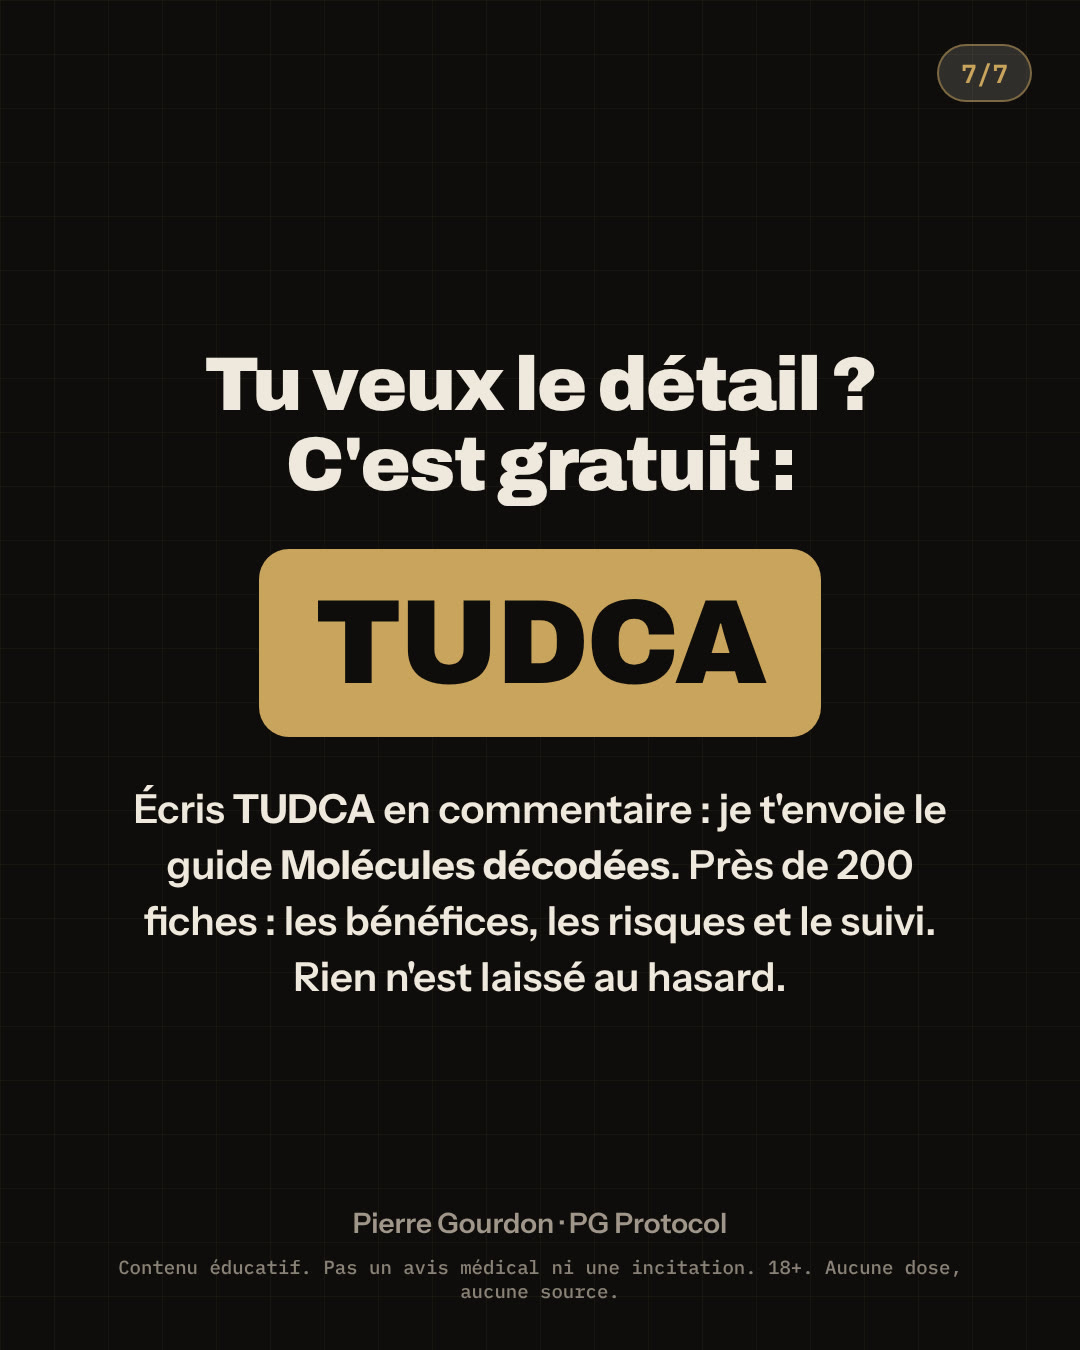 7/7
Tu veux le détail ?
C'est gratuit :
TUDCA
Écris TUDCA en commentaire : je t'envoie le
guide Molécules décodées. Près de 200
fiches : les bénéfices, les risques et le suivi.
Rien n'est laissé au hasard.
Pierre Gourdon · PG Protocol
Contenu éducatif. Pas un avis médical ni une incitation. 18+. Aucune dose,
aucune source.